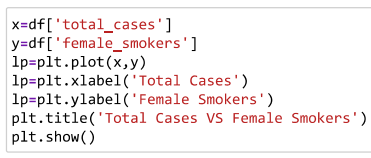 x=df['total_cases']
y=df['female_smokers']
lp=plt.plot(x,y)
lp=plt.xlabel('Total Cases')
lp=plt.ylabel('Female Smokers')
plt.title('Total Cases VS Female Smokers')
plt.show()